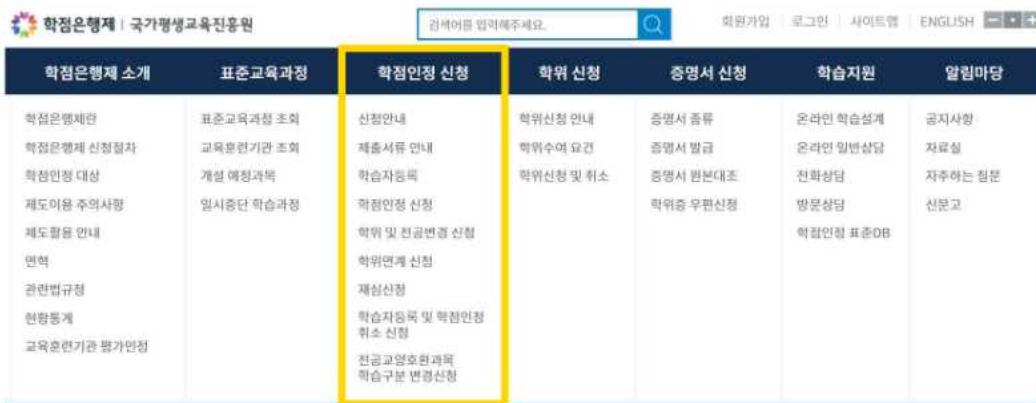 학점은행제 | 국가평생교육진흥원
검색어를 입력해주세요.
회원가입 | 로그인 | 사이트맵 | ENGLISH
학점은행제 소개
학점은행제란
학점은행제 신청절차
학점인정 대상
제도이용 주의사항
제도활용 안내
연혁
관련법규정
현황통계
교육훈련기관 평가인정
표준교육과정
표준교육과정 조회
교육훈련기관 조회
개설 예정과목
일시중단 학습과정
학점인정 신청
신청안내
제출서류 안내
학습자등록
학점인정 신청
학위 및 전공변경 신청
학위연계 신청
재심신청
학습자등록 및 학점인정
취소 신청
전공교양호환과목
학습구분 변경신청
학위 신청
학위신청 안내
학위수여 요건
학위신청 및 취소
증명서 신청
증명서 종류
증명서 발급
증명서 원본대조
학위증 우편신청
학습지원
온라인 학습설계
온라인 일반상담
전화상담
방문상담
학점인정 표준DB
알림마당
공지사항
자료실
자주하는 질문
신문고